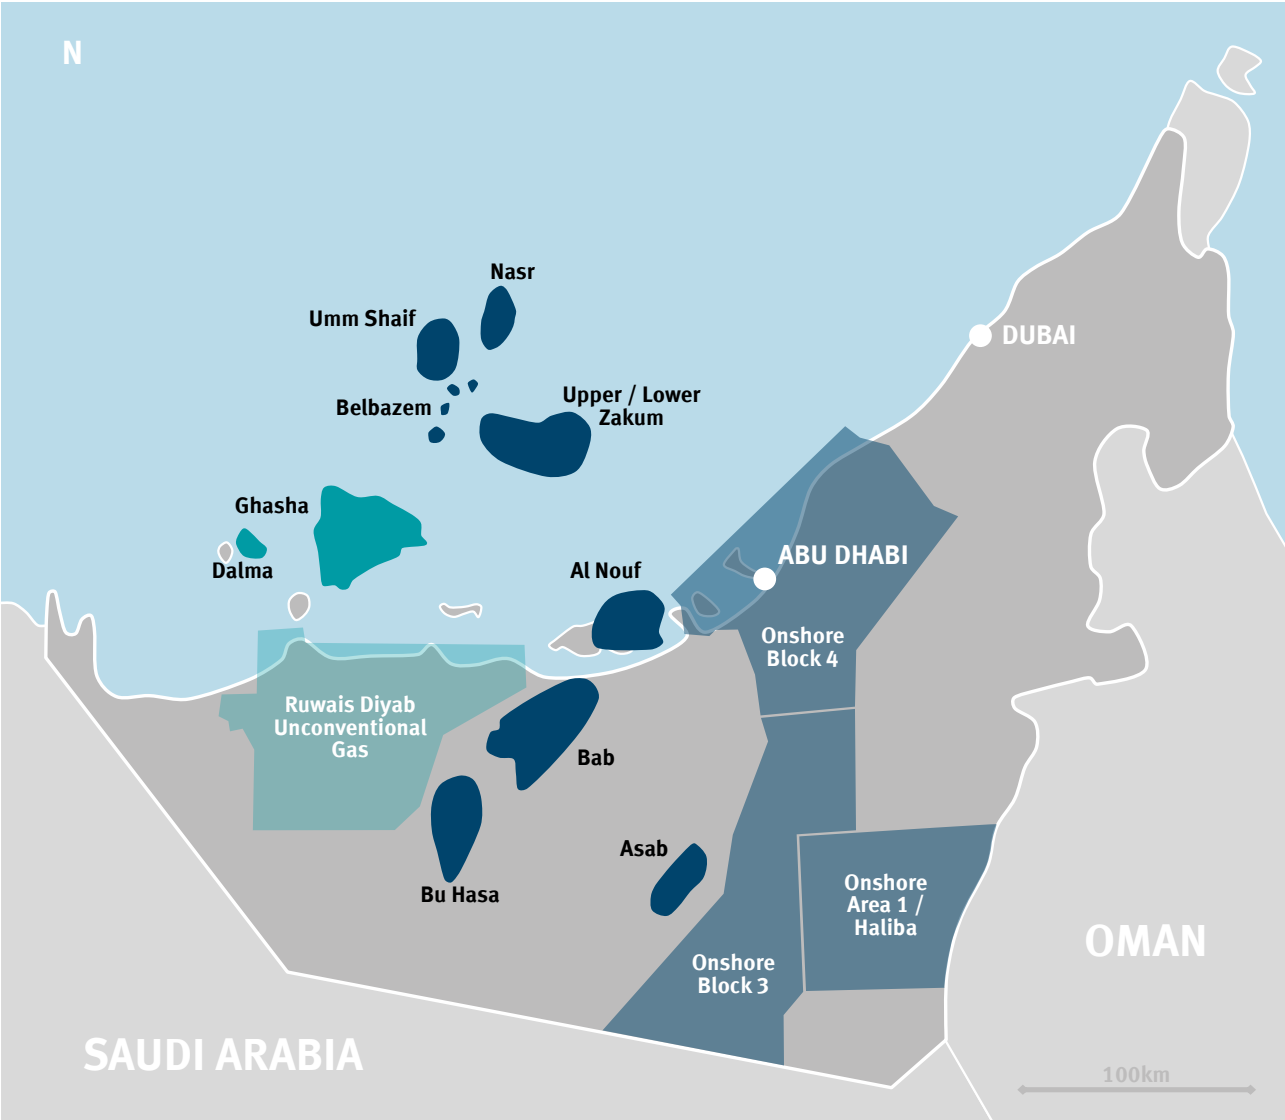 N
Nasr
Umm Shaif
DUBAI
Upper / Lower
Zakum
Belbazem
Ghasha
Dalma
Al Nouf
ABU DHABI
Onshore
Block 4
Ruwais Diyab
Unconventional
Gas
Bab
Asab
Bu Hasa
Onshore
Area 1 /
Haliba
Onshore
Block 3
OMAN
SAUDI ARABIA
100km